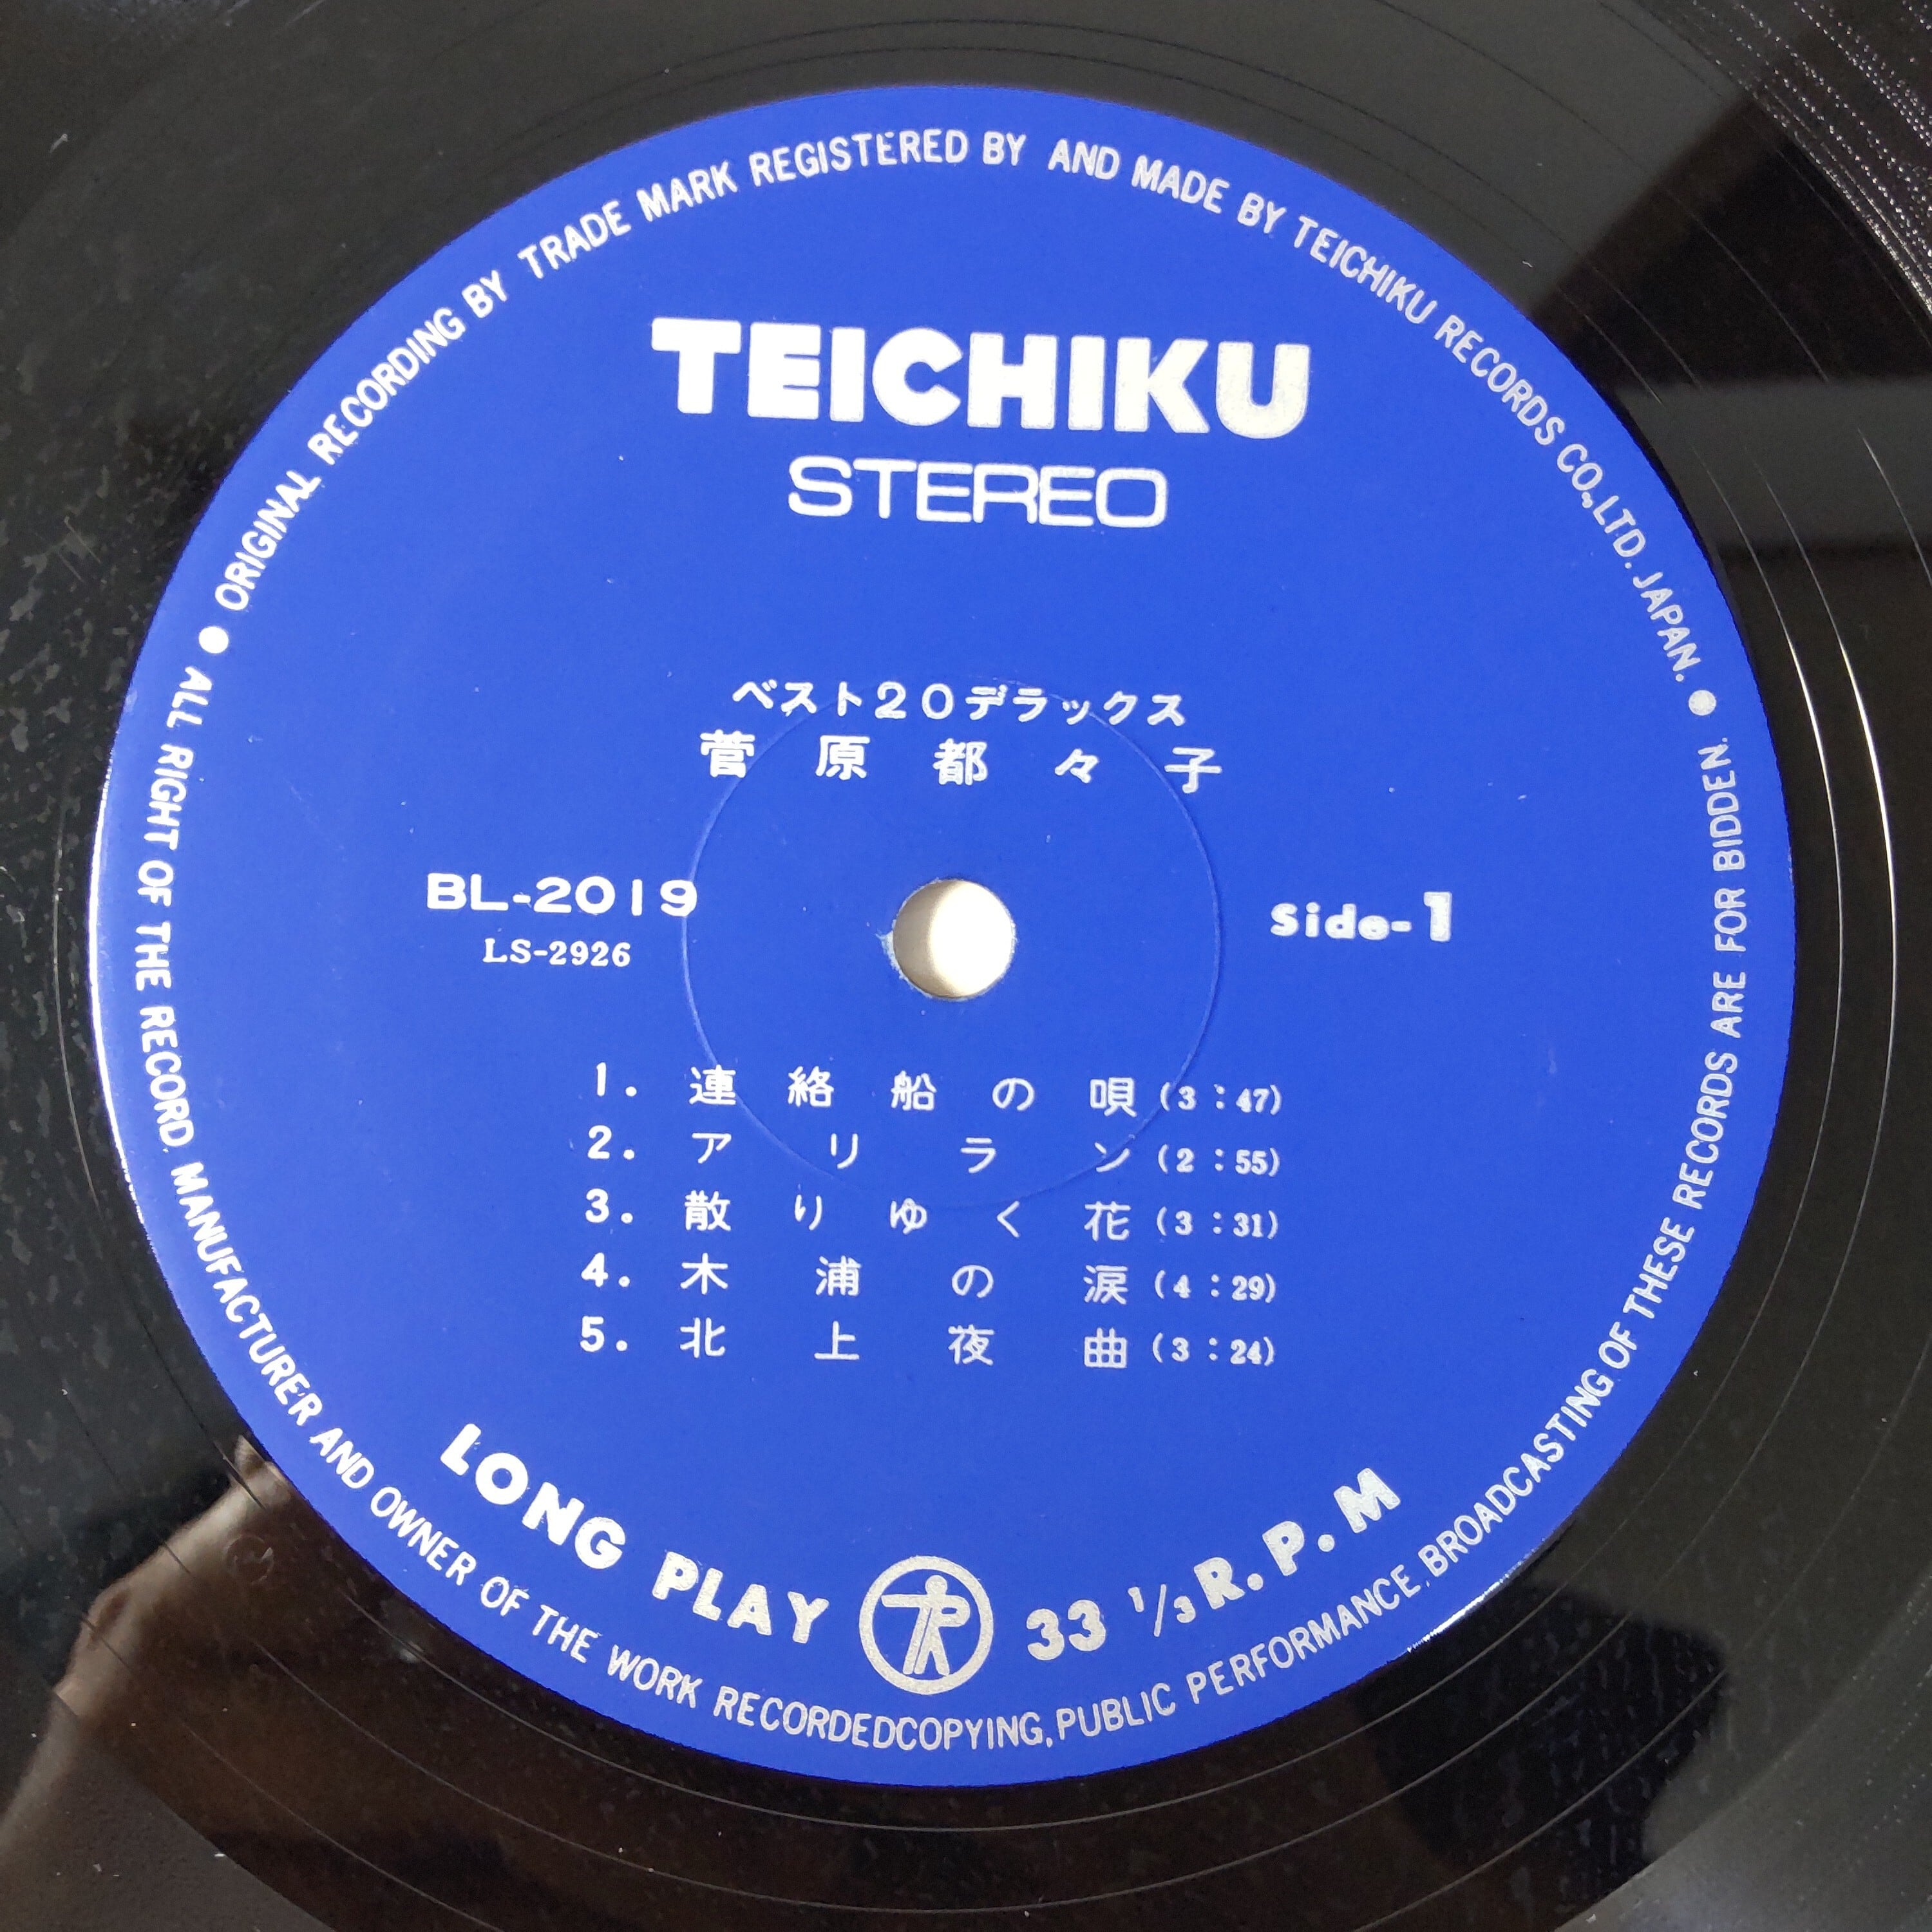 ORIGINAL RECORDING BY TRADE MARK REGISTERED BY AND MADE BY TEICHIKU RECORDS CO., LTD. JAPAN.
TEICHIKU
STEREO
ベスト20デラックス
菅原都々子
BL-2019
LS-2926
Side-1
1. 連絡船の唄 (3:47)
2. アリラン (2:55)
3. 散りゆく花 (3:31)
4. 木浦の涙 (4:29)
5. 北上夜曲 (3:24)
LONG PLAY TR 33 1/3 R.P.M
ALL RIGHT OF THE RECORD. MANUFACTURER AND OWNER OF THE WORK RECORDEDCOPYING, PUBLIC PERFORMANCE, BROADCASTING OF THESE RECORDS ARE FOR BIDDEN.